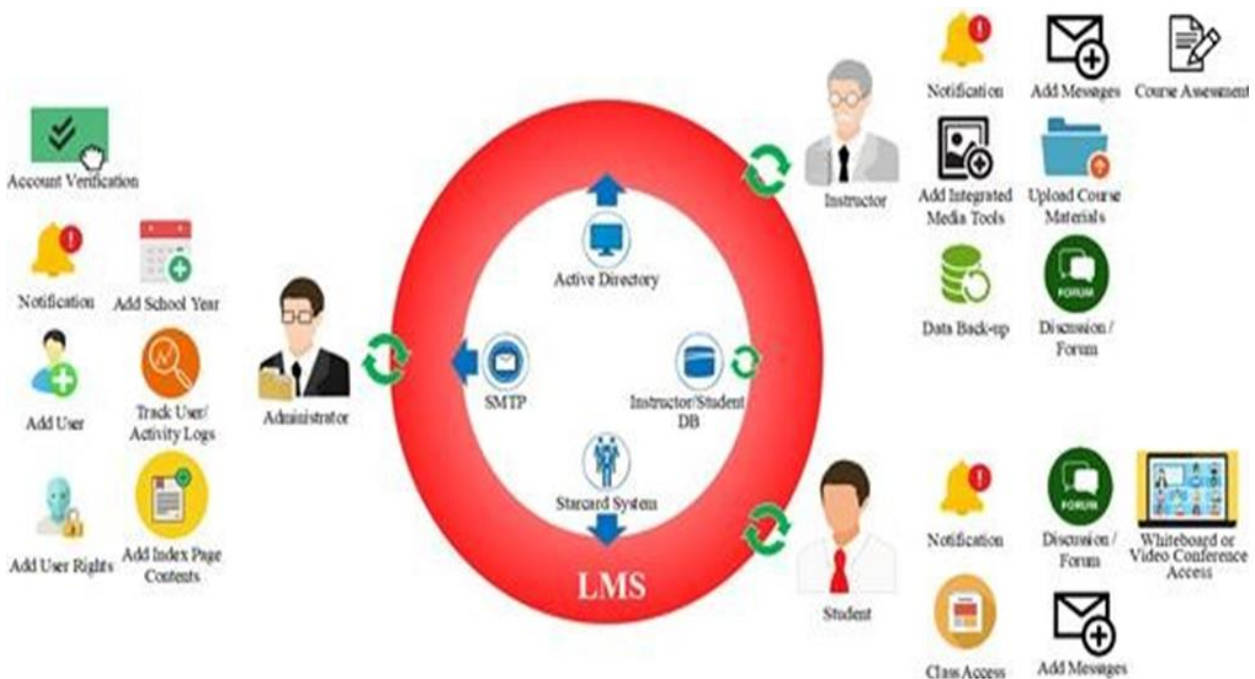 Account Verification
Notification
Add School Year
Add User
Track User/
Activity Logs
Add User Rights
Add Index Page
Contents
Administrator
Active Directory
SMTP
Instructor/Student
DB
Starcard System
LMS
Instructor
Notification
Add Messages
Course Assessment
Add Integrated
Media Tools
Upload Course
Materials
Data Back-up
FORUM
Discussion /
Forum
Student
Notification
FORUM
Discussion /
Forum
Whiteboard or
Video Conference
Access
Class Access
Add Messages